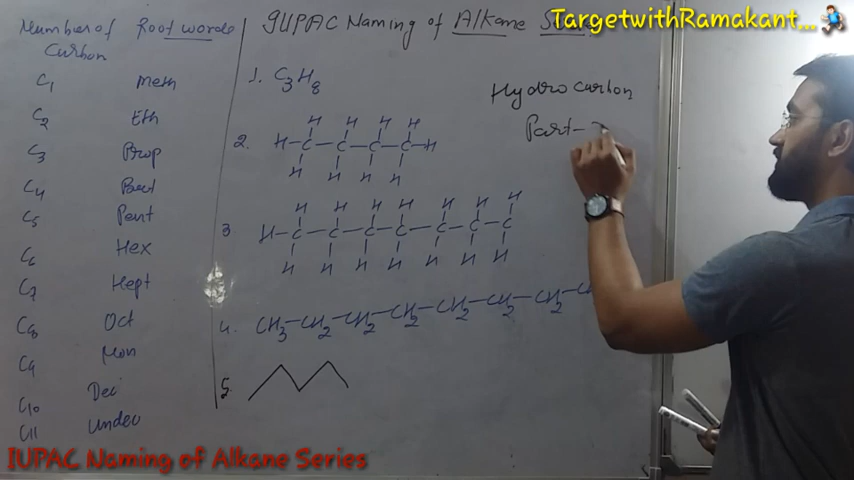 TargetwithRamakant...
Number of Carbon
Root words
C1 Meth
C2 Eth
C3 Prop
C4
C5 Pent
C6 Hex
C7 Hept
C8 Oct
C9 Non
C10 Dec
C11 Undec
IUPAC Naming of Alkane
1. C3H8
2.
H H H H
H-C-C-C-C-H
H H H H
3
H H H H H H H
H-C-C-C-C-C-C-C
H H H H H H H
4. CH3-CH2-CH2-CH2-CH2-CH2-CH2-
5.
Hydrocarbon
Part-
IUPAC Naming of Alkane Series